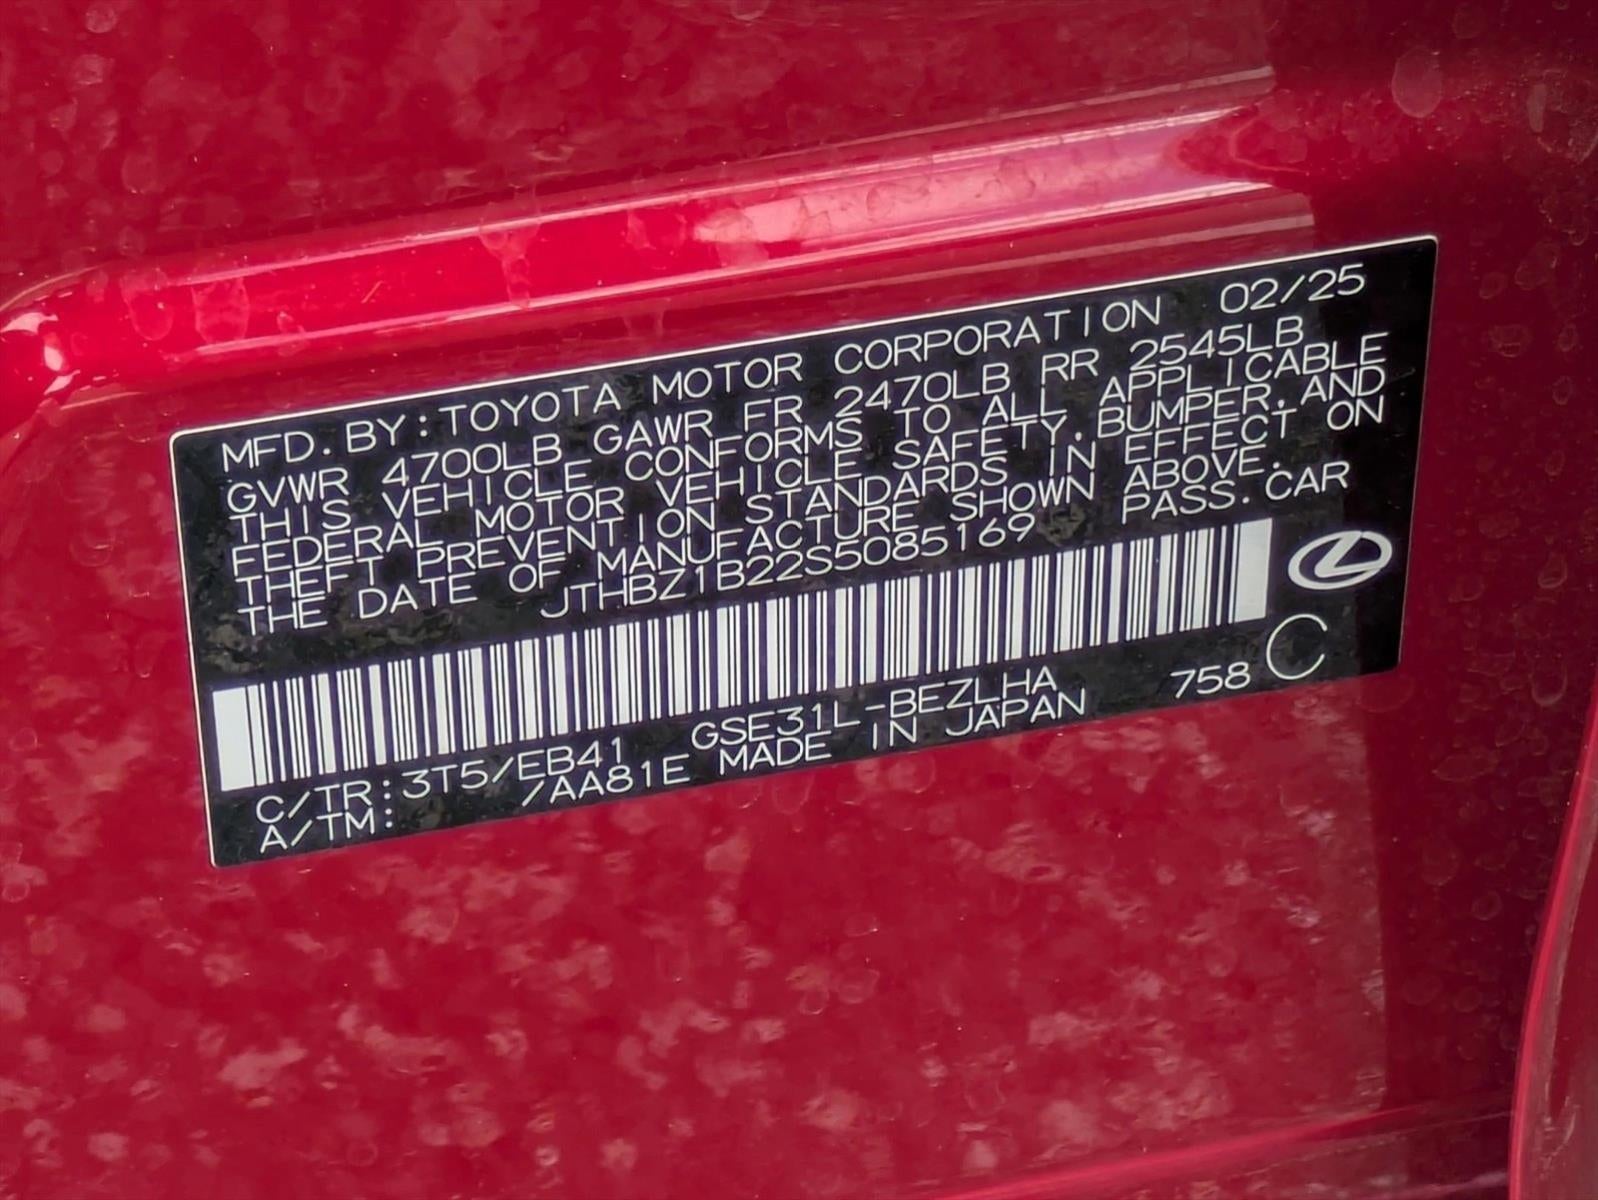 MFD. BY: TOYOTA MOTOR CORPORATION 02/25
GVWR 4700LB GAWR FR 2470LB RR 2545LB
THIS VEHICLE CONFORMS TO ALL APPLICABLE
FEDERAL MOTOR VEHICLE SAFETY, BUMPER, AND
THEFT PREVENTION STANDARDS IN EFFECT ON
THE DATE OF MANUFACTURE SHOWN ABOVE.
JTHBZ1B22S5085169 PASS. CAR
C/TR: 3T5/EB41 GSE31L-BEZLHA 758 C
A/TM: /AA81E MADE IN JAPAN